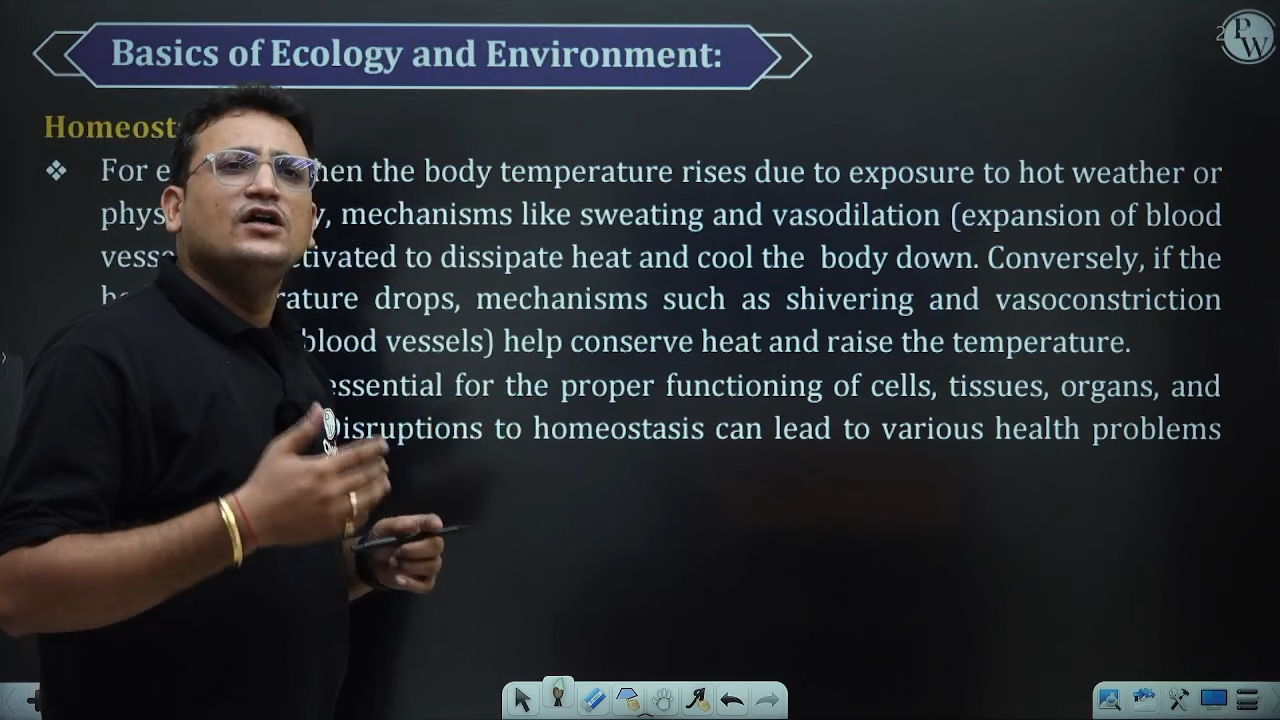 Basics of Ecology and Environment:
2
P
W
Homeost
For e hen the body temperature rises due to exposure to hot weather or
phys y, mechanisms like sweating and vasodilation (expansion of blood
vesse ctivated to dissipate heat and cool the body down. Conversely, if the
rature drops, mechanisms such as shivering and vasoconstriction
blood vessels) help conserve heat and raise the temperature.
essential for the proper functioning of cells, tissues, organs, and
Disruptions to homeostasis can lead to various health problems